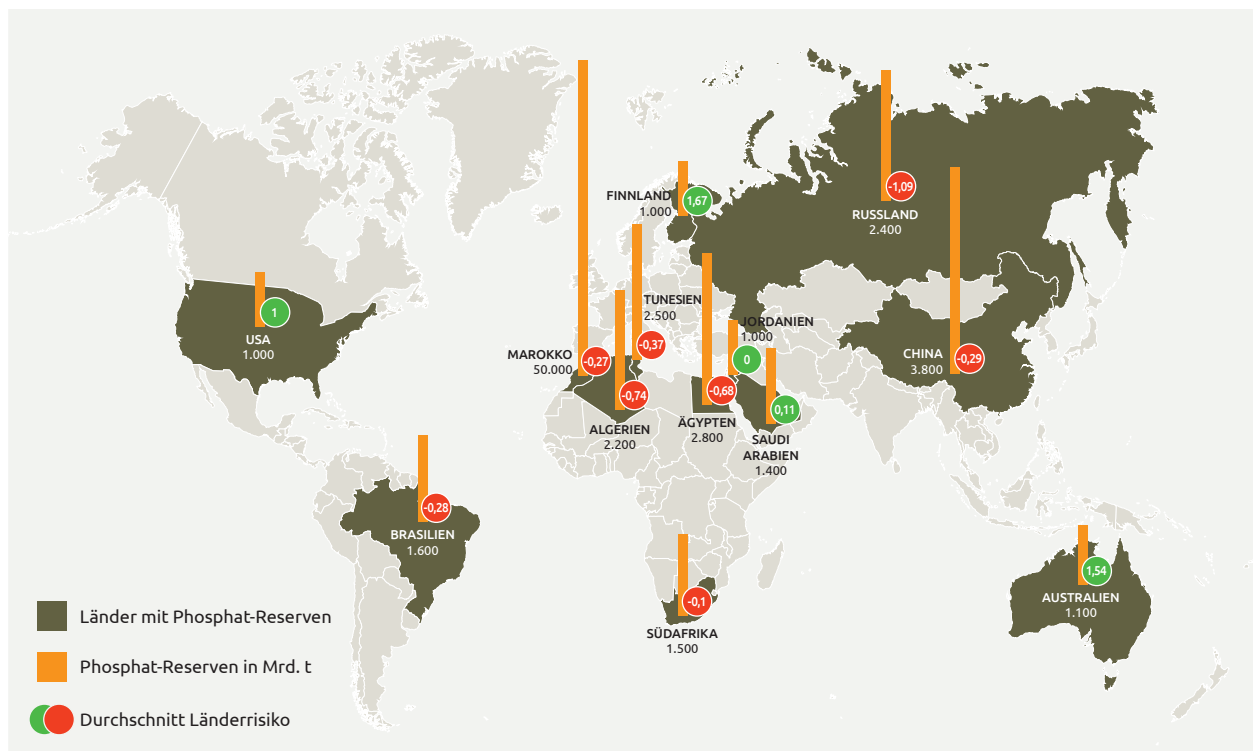 FINNLAND
1.000
1,67
-1,09
RUSSLAND
2.400
1
USA
1.000
TUNESIEN
2.500
-0,37
JORDANIEN
1.000
0
MAROKKO
50.000
-0,27
CHINA
3.800
-0,29
-0,74
ALGERIEN
2.200
-0,68
ÄGYPTEN
2.800
0,11
SAUDI
ARABIEN
1.400
-0,28
BRASILIEN
1.600
-0,1
SÜDAFRIKA
1.500
1,54
AUSTRALIEN
1.100
Länder mit Phosphat-Reserven
Phosphat-Reserven in Mrd. t
Durchschnitt Länderrisiko